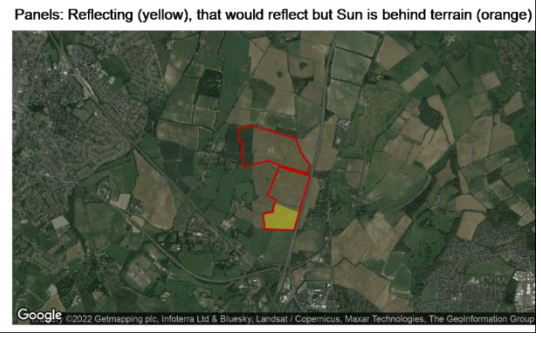 Panels: Reflecting (yellow), that would reflect but Sun is behind terrain (orange)
Google
©2022 Getmapping plc, Infoterra Ltd & Bluesky, Landsat / Copernicus, Maxar Technologies, The GeoInformation Group